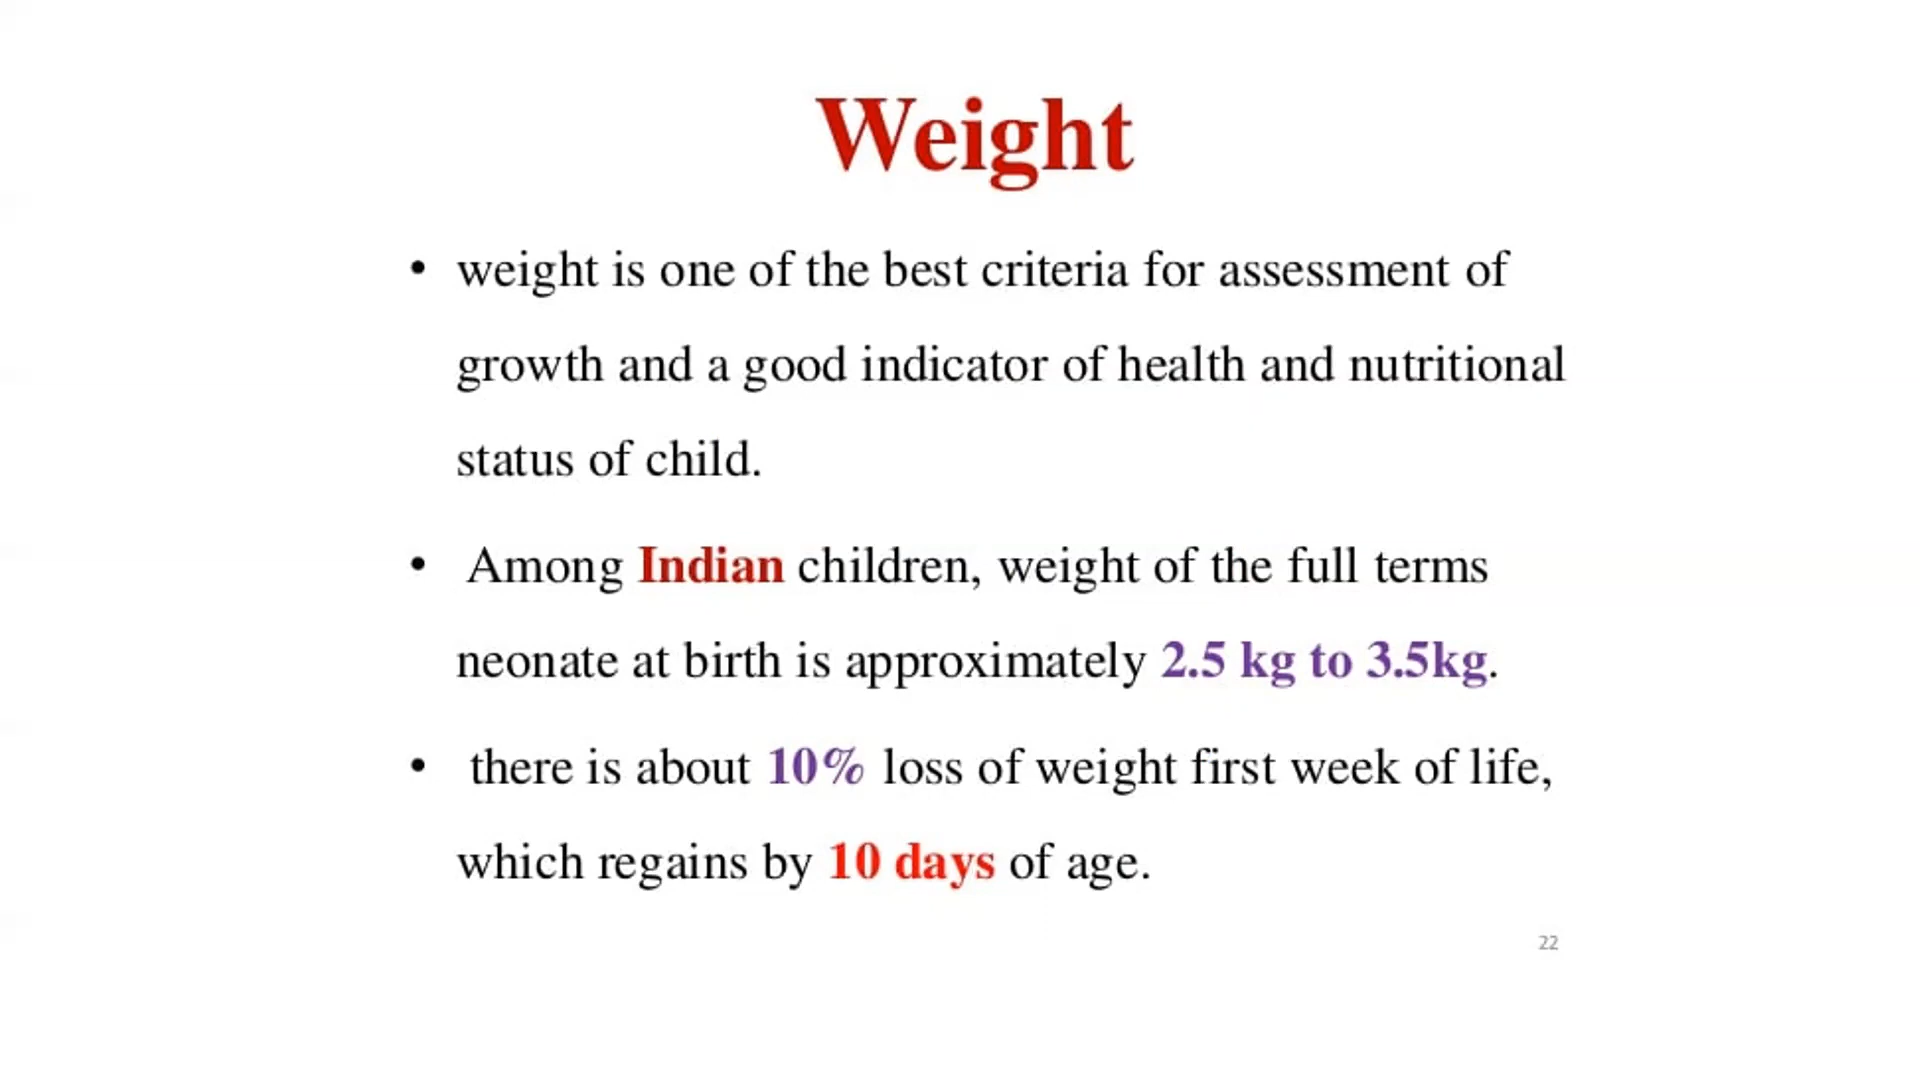 Weight
• weight is one of the best criteria for assessment of
growth and a good indicator of health and nutritional
status of child.
• Among Indian children, weight of the full terms
neonate at birth is approximately 2.5 kg to 3.5kg.
• there is about 10% loss of weight first week of life,
which regains by 10 days of age.
22